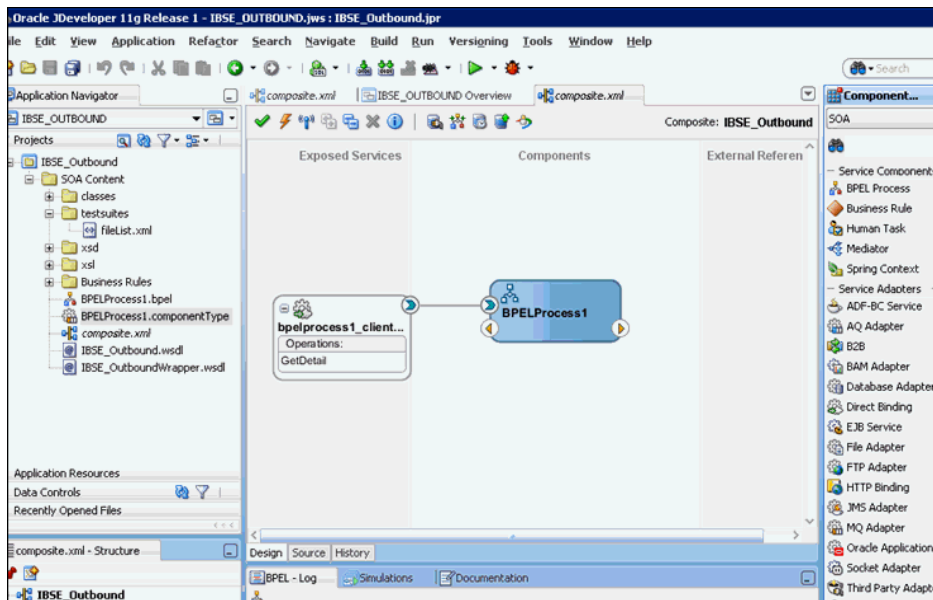 Oracle JDeveloper 11g Release 1 - IBSE_OUTBOUND.jws : IBSE_Outbound.jpr
ile Edit View Application Refactor Search Navigate Build Run Versioning Tools Window Help
Search
Application Navigator
composite.xml
IBSE_OUTBOUND Overview
composite.xml
Component...
IBSE_OUTBOUND
Composite: IBSE_Outbound
SOA
Projects
IBSE_Outbound
SOA Content
classes
testsuites
fileList.xml
xsd
xsl
Business Rules
BPELProcess1.bpel
BPELProcess1.componentType
composite.xml
IBSE_Outbound.wsdl
IBSE_OutboundWrapper.wsdl
Application Resources
Data Controls
Recently Opened Files
composite.xml - Structure
IBSE_Outbound
Exposed Services
Components
External Referen
bpelprocess1_client...
Operations:
GetDetail
BPELProcess1
Design Source History
BPEL - Log
Simulations
Documentation
Service Component
BPEL Process
Business Rule
Human Task
Mediator
Spring Context
Service Adapters
ADF-BC Service
AQ Adapter
B2B
BAM Adapter
Database Adapter
Direct Binding
EJB Service
File Adapter
FTP Adapter
HTTP Binding
JMS Adapter
MQ Adapter
Oracle Application
Socket Adapter
Third Party Adapt